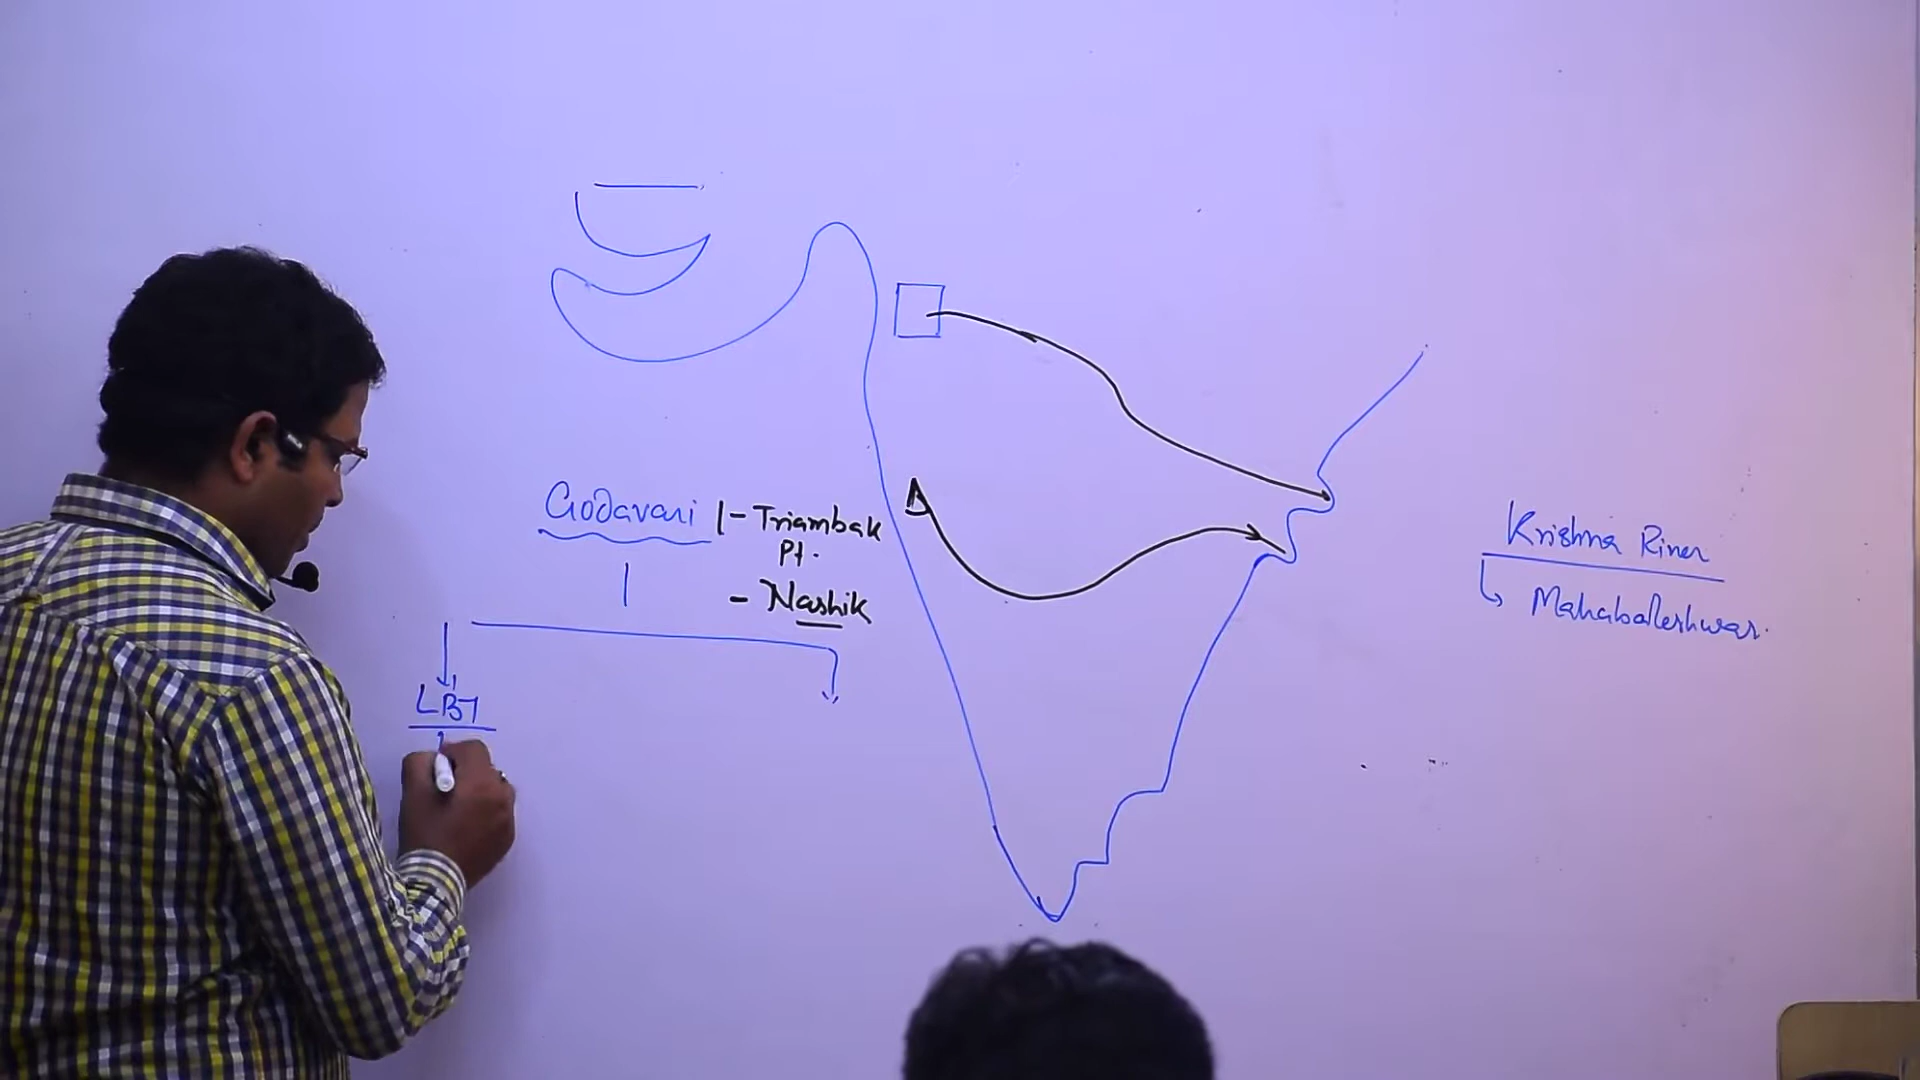 Godavari
- Triambak
Pt.
- Nashik
LBT
Krishna River
Mahabaleshwar.